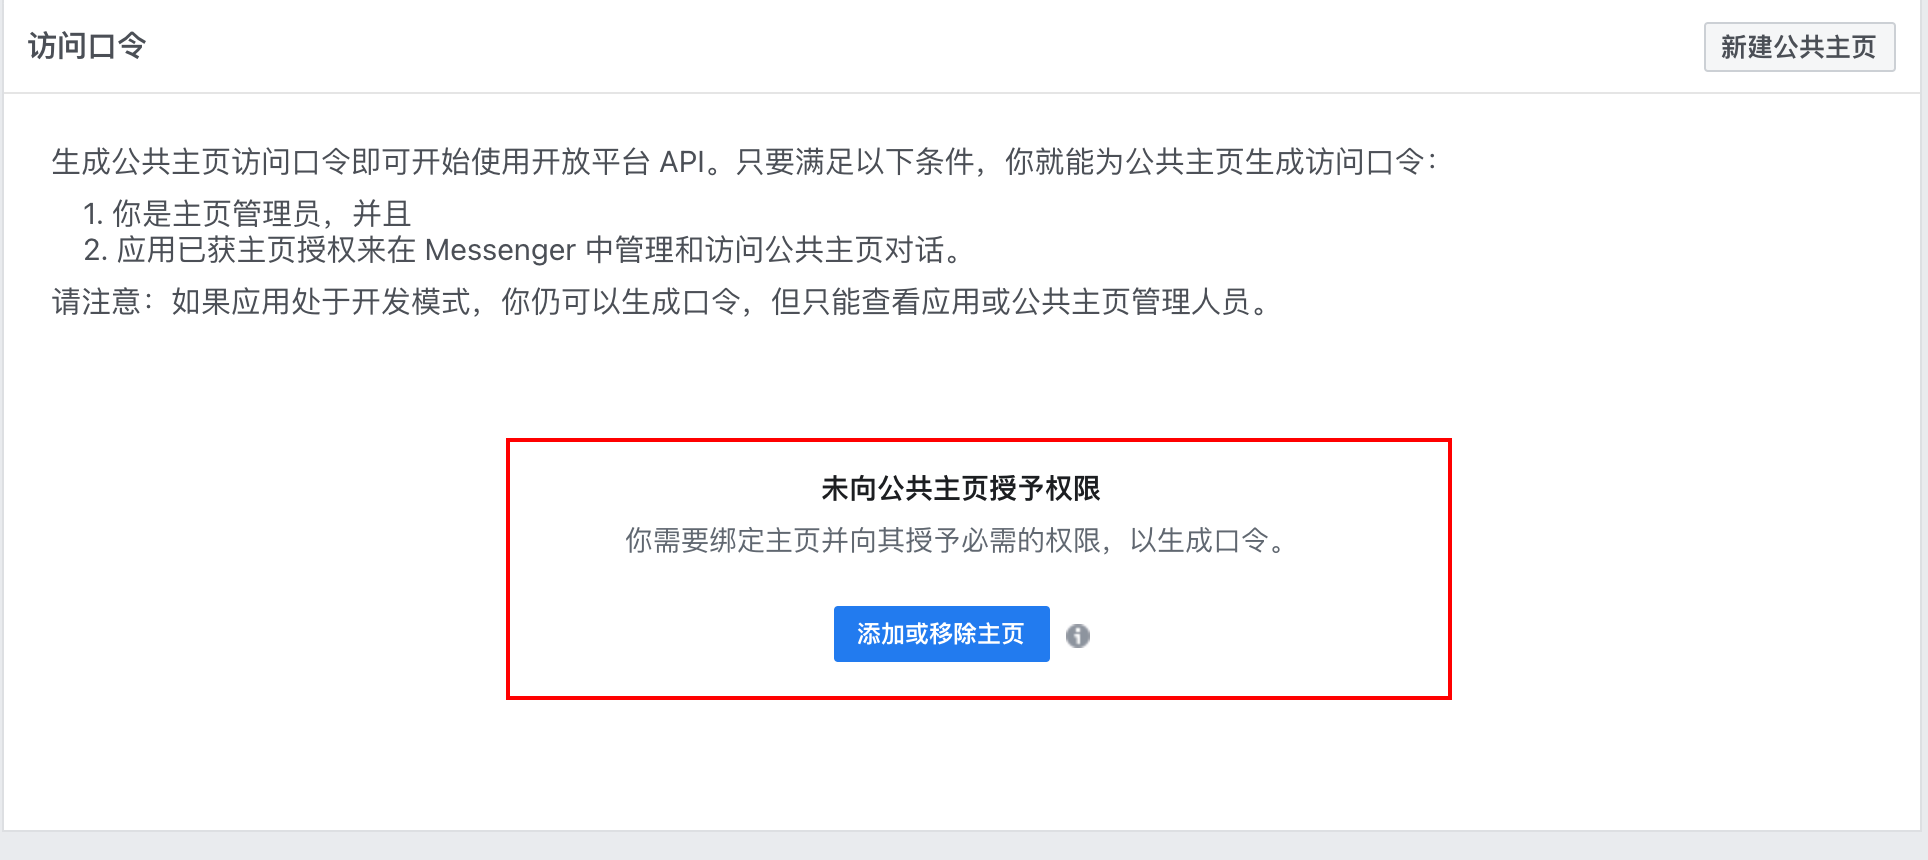 访问口令
新建公共主页
生成公共主页访问口令即可开始使用开放平台 API。只要满足以下条件，你就能为公共主页生成访问口令：
1. 你是主页管理员，并且
2. 应用已获主页授权来在 Messenger 中管理和访问公共主页对话。
请注意：如果应用处于开发模式，你仍可以生成口令，但只能查看应用或公共主页管理人员。
未向公共主页授予权限
你需要绑定主页并向其授予必需的权限，以生成口令。
添加或移除主页